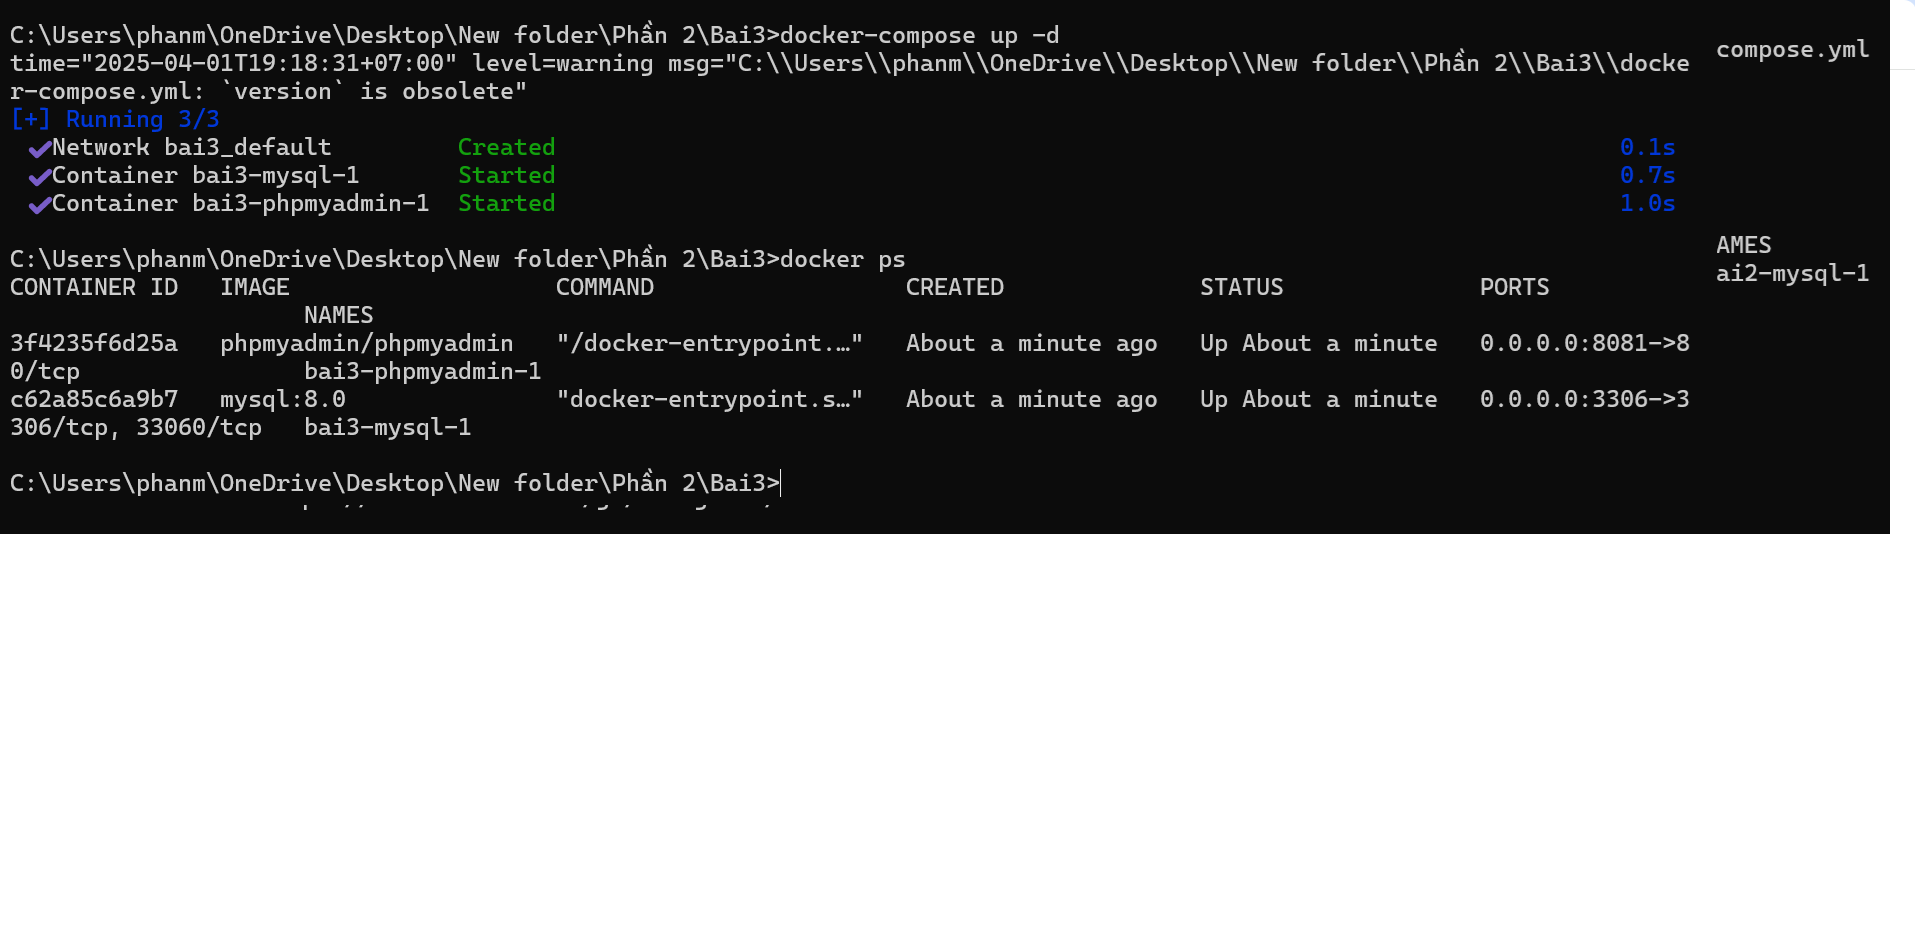 C:\Users\phanm\OneDrive\Desktop\New folder\Phần 2\Bai3>docker-compose up -d
time="2025-04-01T19:18:31+07:00" level=warning msg="C:\\Users\\phanm\\OneDrive\\Desktop\\New folder\\Phần 2\\Bai3\\docke
r-compose.yml: `version` is obsolete"
[+] Running 3/3
Network bai3_default Created 0.1s
Container bai3-mysql-1 Started 0.7s
Container bai3-phpmyadmin-1 Started 1.0s
C:\Users\phanm\OneDrive\Desktop\New folder\Phần 2\Bai3>docker ps
CONTAINER ID IMAGE COMMAND CREATED STATUS PORTS
NAMES
3f4235f6d25a phpmyadmin/phpmyadmin "/docker-entrypoint.…" About a minute ago Up About a minute 0.0.0.0:8081->8
0/tcp bai3-phpmyadmin-1
c62a85c6a9b7 mysql:8.0 "docker-entrypoint.s…" About a minute ago Up About a minute 0.0.0.0:3306->3
306/tcp, 33060/tcp bai3-mysql-1
C:\Users\phanm\OneDrive\Desktop\New folder\Phần 2\Bai3>
compose.yml
AMES
ai2-mysql-1